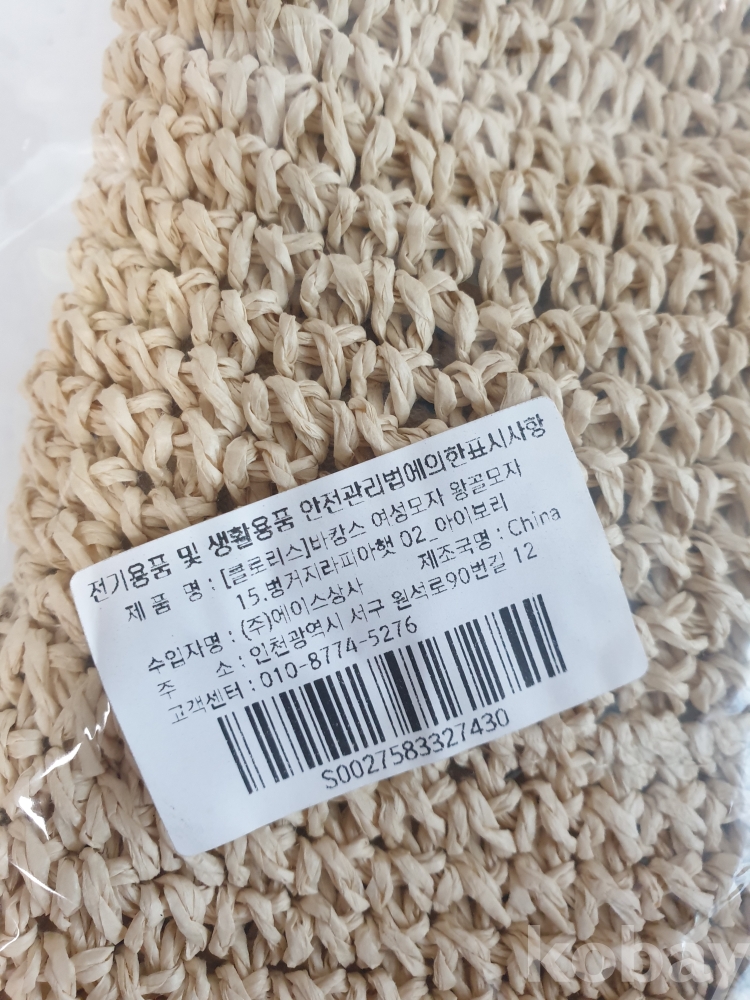 전기용품 및 생활용품 안전관리법에의한표시사항
제 품 명 : [클로리스]바캉스 여성모자 왕골모자
15.벙거지라피아햇 02_아이보리
수입자명 : (주)에이스상사 제조국명 : China
주 소 : 인천광역시 서구 원석로90번길 12
고객센터 : 010-8774-5276
S0027583327430
kobay